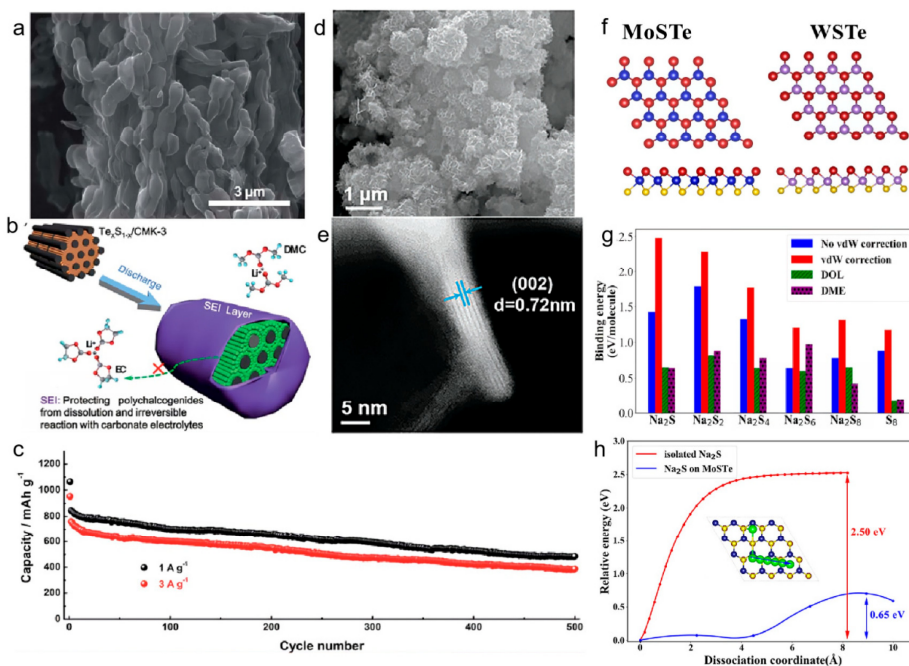 a
3 μm
b
TeₓS₁₋ₓ/CMK-3
Discharge
DMC
Li⁺
SEI Layer
Li⁺
EC
SEI: Protecting polychalcogenides
from dissolution and irreversible
reaction with carbonate electrolytes
c
Capacity / mAh g⁻¹
1200
1000
800
600
400
200
0
1 A g⁻¹
3 A g⁻¹
0
100
200
300
400
500
Cycle number
d
1 μm
e
(002)
d=0.72nm
5 nm
f
MoSTe
WSTe
g
Binding energy
(eV/molecule)
2.5
2.0
1.5
1.0
0.5
0.0
No vdW correction
vdW correction
DOL
DME
Na₂S
Na₂S₂
Na₂S₄
Na₂S₆
Na₂S₈
S₈
h
Relative energy (eV)
3.0
2.5
2.0
1.5
1.0
0.5
0.0
isolated Na₂S
Na₂S on MoSTe
2.50 eV
0.65 eV
0
2
4
6
8
10
Dissociation coordinate(Å)